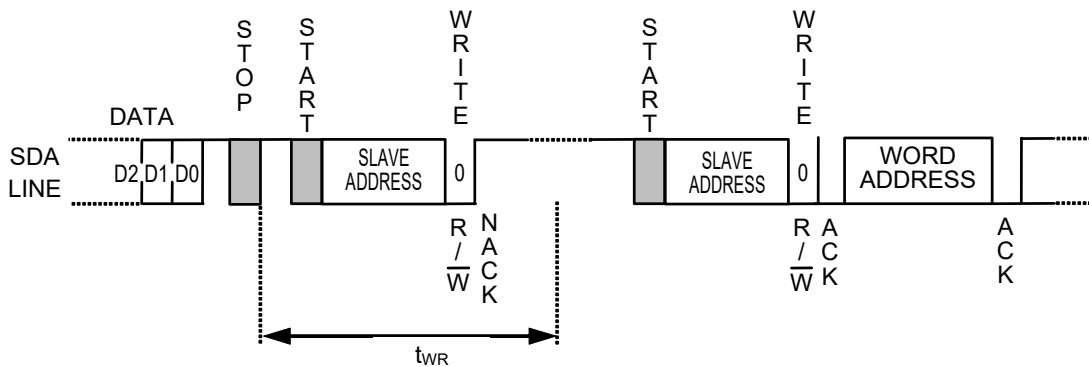 STOP
START
WRITE
START
WRITE
DATA
SDA
LINE
D2 D1 D0
SLAVE
ADDRESS
0
SLAVE
ADDRESS
0
WORD
ADDRESS
R/W̅
NACK
R/W̅
ACK
ACK
tWR